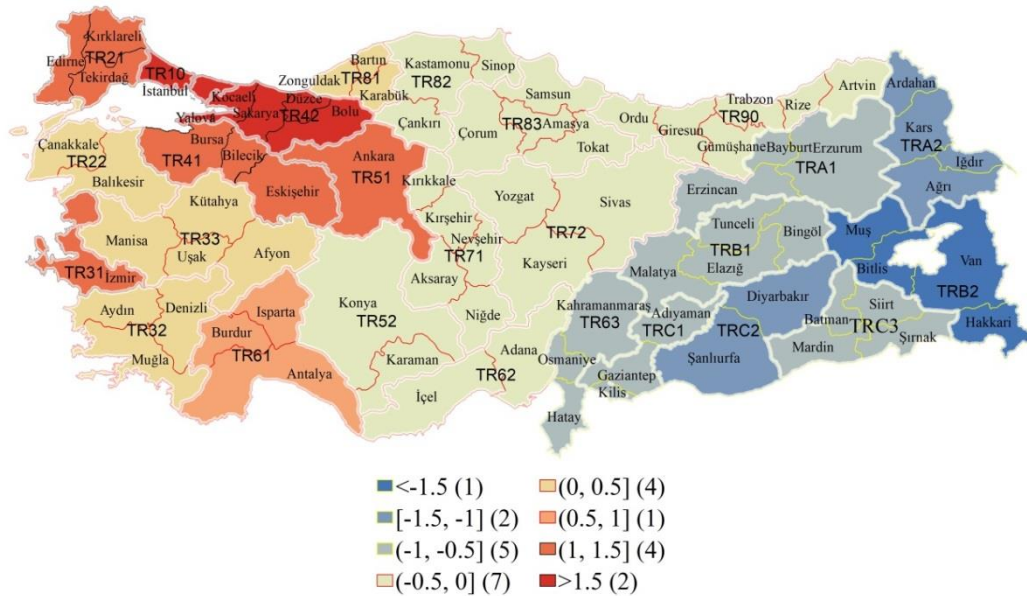 Kırklareli
Edirne
TR21
Tekirdağ
TR10
İstanbul
Kocaeli
Sakarya
Düzce
TR42
Bolu
Yalova
Zonguldak
Bartın
TR81
Karabük
Kastamonu
TR82
Sinop
Çankırı
Samsun
Çorum
TR83
Amasya
Tokat
Ordu
Giresun
Trabzon
TR90
Rize
Artvin
Gümüşhane
Bayburt
Erzurum
TRA1
Erzincan
Ardahan
Kars
TRA2
Iğdır
Ağrı
Çanakkale
TR22
Balıkesir
TR41
Bursa
Bilecik
Eskişehir
Ankara
TR51
Kırıkkale
Kırşehir
Yozgat
Sivas
Nevşehir
TR71
TR72
Kayseri
Aksaray
Niğde
Kütahya
Manisa
TR33
Uşak
Afyon
TR31
İzmir
Aydın
Denizli
TR32
Muğla
Isparta
Burdur
TR61
Antalya
Konya
TR52
Karaman
Adana
TR62
İçel
Tunceli
Bingöl
TRB1
Elazığ
Malatya
Muş
Bitlis
Van
TRB2
Hakkari
Kahramanmaraş
TR63
Adıyaman
TRC1
Osmaniye
Gaziantep
Kilis
Hatay
Diyarbakır
TRC2
Şanlıurfa
Siirt
Batman
TRC3
Mardin
Şırnak
<-1.5 (1)
[-1.5, -1] (2)
(-1, -0.5] (5)
(-0.5, 0] (7)
(0, 0.5] (4)
(0.5, 1] (1)
(1, 1.5] (4)
>1.5 (2)